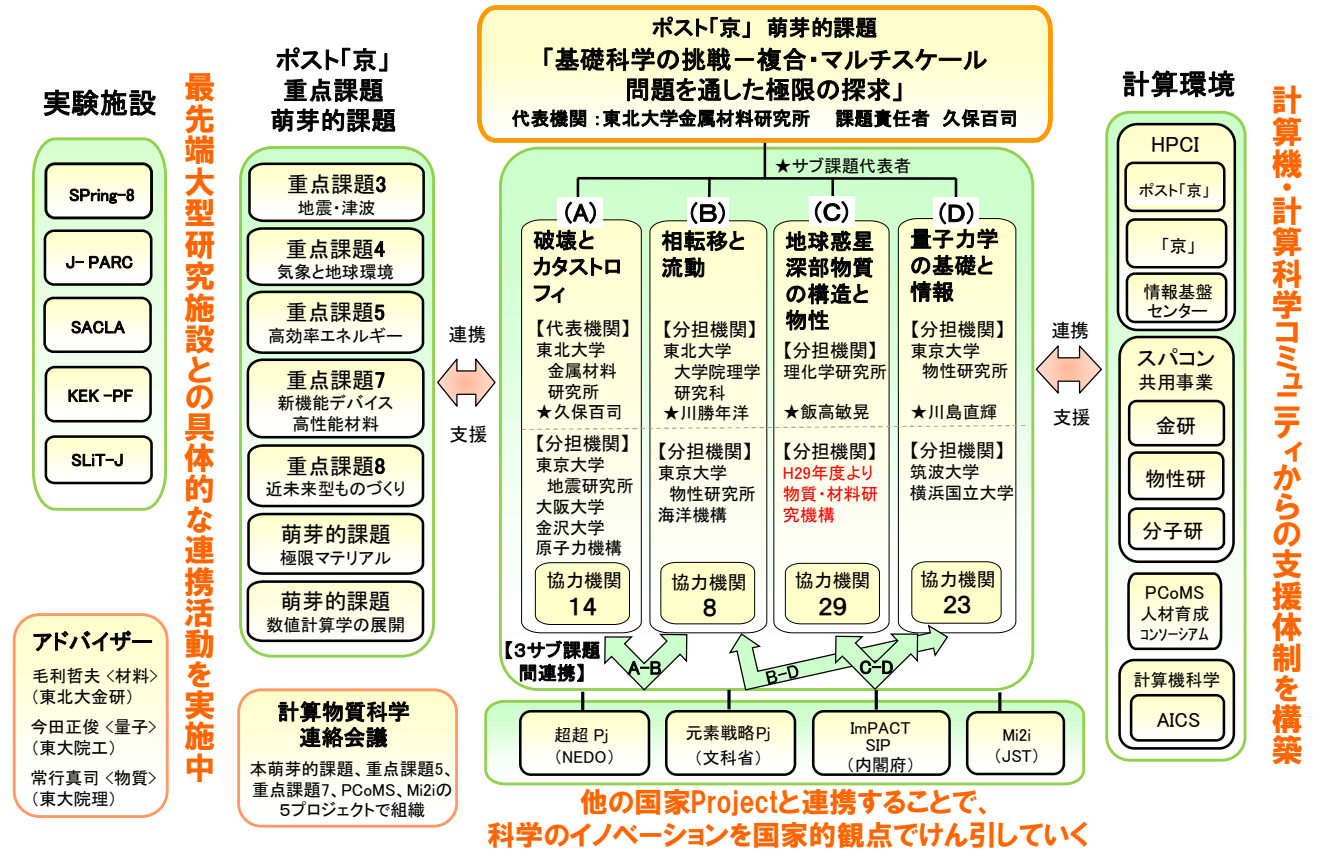 ポスト「京」 萌芽的課題
「基礎科学の挑戦－複合・マルチスケール
問題を通した極限の探求」
代表機関：東北大学金属材料研究所　課題責任者 久保百司
実験施設
SPring-8
J-PARC
SACLA
KEK-PF
SLiT-J
最先端大型研究施設との具体的な連携活動を実施中
アドバイザー
毛利哲夫 <材料>
(東北大金研)
今田正俊 <量子>
(東大院工)
常行真司 <物質>
(東大院理)
ポスト「京」
重点課題
萌芽的課題
重点課題3
地震・津波
重点課題4
気象と地球環境
重点課題5
高効率エネルギー
重点課題7
新機能デバイス
高性能材料
重点課題8
近未来型ものづくり
萌芽的課題
極限マテリアル
萌芽的課題
数値計算学の展開
計算物質科学
連絡会議
本萌芽的課題、重点課題5、
重点課題7、PCoMS、Mi2iの
5プロジェクトで組織
連携
支援
★サブ課題代表者
(A)
破壊と
カタストロ
フィ
【代表機関】
東北大学
金属材料
研究所
★久保百司
【分担機関】
東京大学
地震研究所
大阪大学
金沢大学
原子力機構
協力機関
14
(B)
相転移と
流動
【分担機関】
東北大学
大学院理学
研究科
★川勝年洋
【分担機関】
東京大学
物性研究所
海洋機構
協力機関
8
(C)
地球惑星
深部物質
の構造と
物性
【分担機関】
理化学研究所
★飯高敏晃
【分担機関】
H29年度より
物質・材料研
究機構
協力機関
29
(D)
量子力学
の基礎と
情報
【分担機関】
東京大学
物性研究所
★川島直輝
【分担機関】
筑波大学
横浜国立大学
協力機関
23
【3サブ課題
間連携】
A-B
B-D
C-D
超超 Pj
(NEDO)
元素戦略Pj
(文科省)
ImPACT
SIP
(内閣府)
Mi2i
(JST)
他の国家Projectと連携することで、
科学のイノベーションを国家的観点でけん引していく
連携
支援
計算環境
HPCI
ポスト「京」
「京」
情報基盤
センター
スパコン
共用事業
金研
物性研
分子研
PCoMS
人材育成
コンソーシアム
計算機科学
AICS
計算機・計算科学コミュニティからの支援体制を構築